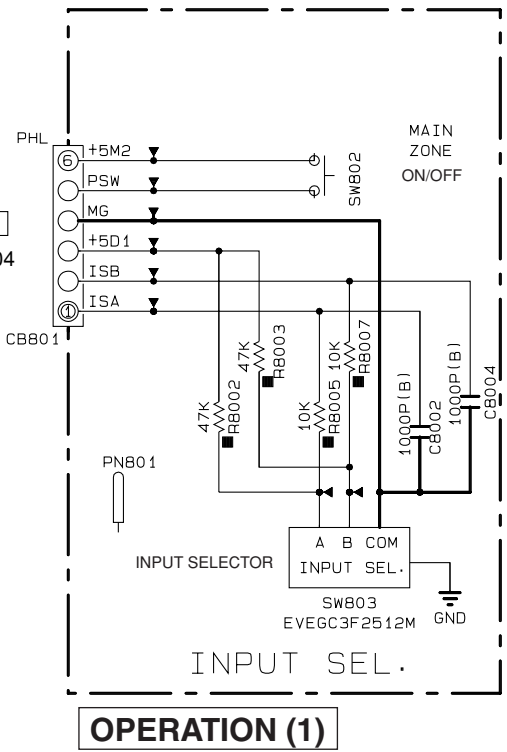 PHL
6
+5M2
PSW
MG
+5D1
ISB
ISA
1
04
CB801
SW802
MAIN
ZONE
ON/OFF
47K
R8002
47K
R8003
10K
R8005
10K
R8007
1000P(B)
C8002
1000P(B)
C8004
PN801
INPUT SELECTOR
A B COM
INPUT SEL.
SW803
EVEGC3F2512M
GND
INPUT SEL.
OPERATION (1)